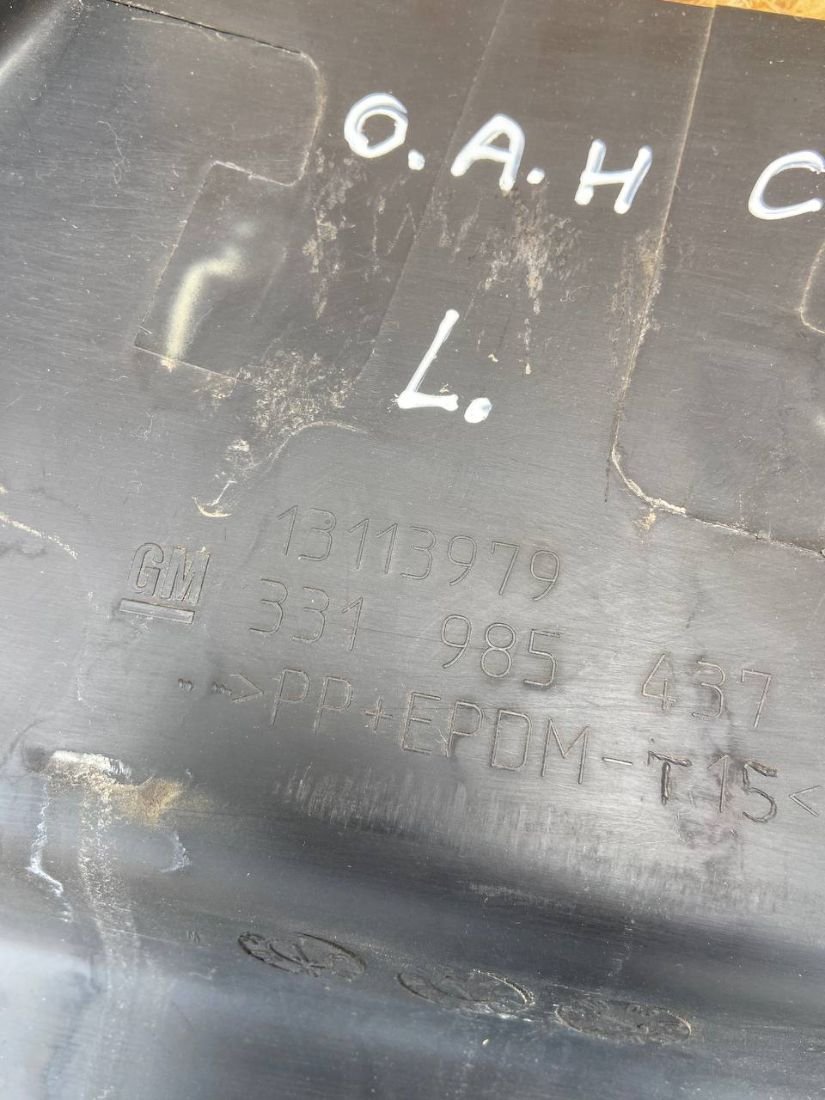 O.A.H C
L.
13113979
GM
331 985 437
>PP+EPDM-T15<